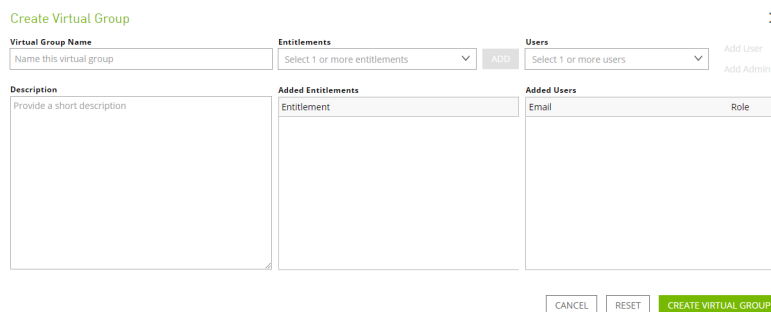 Create Virtual Group
Virtual Group Name
Entitlements
Users
Name this virtual group
Select 1 or more entitlements
ADD
Select 1 or more users
Add User
Add Admin
Description
Added Entitlements
Added Users
Provide a short description
Entitlement
Email
Role
CANCEL
RESET
CREATE VIRTUAL GROUP